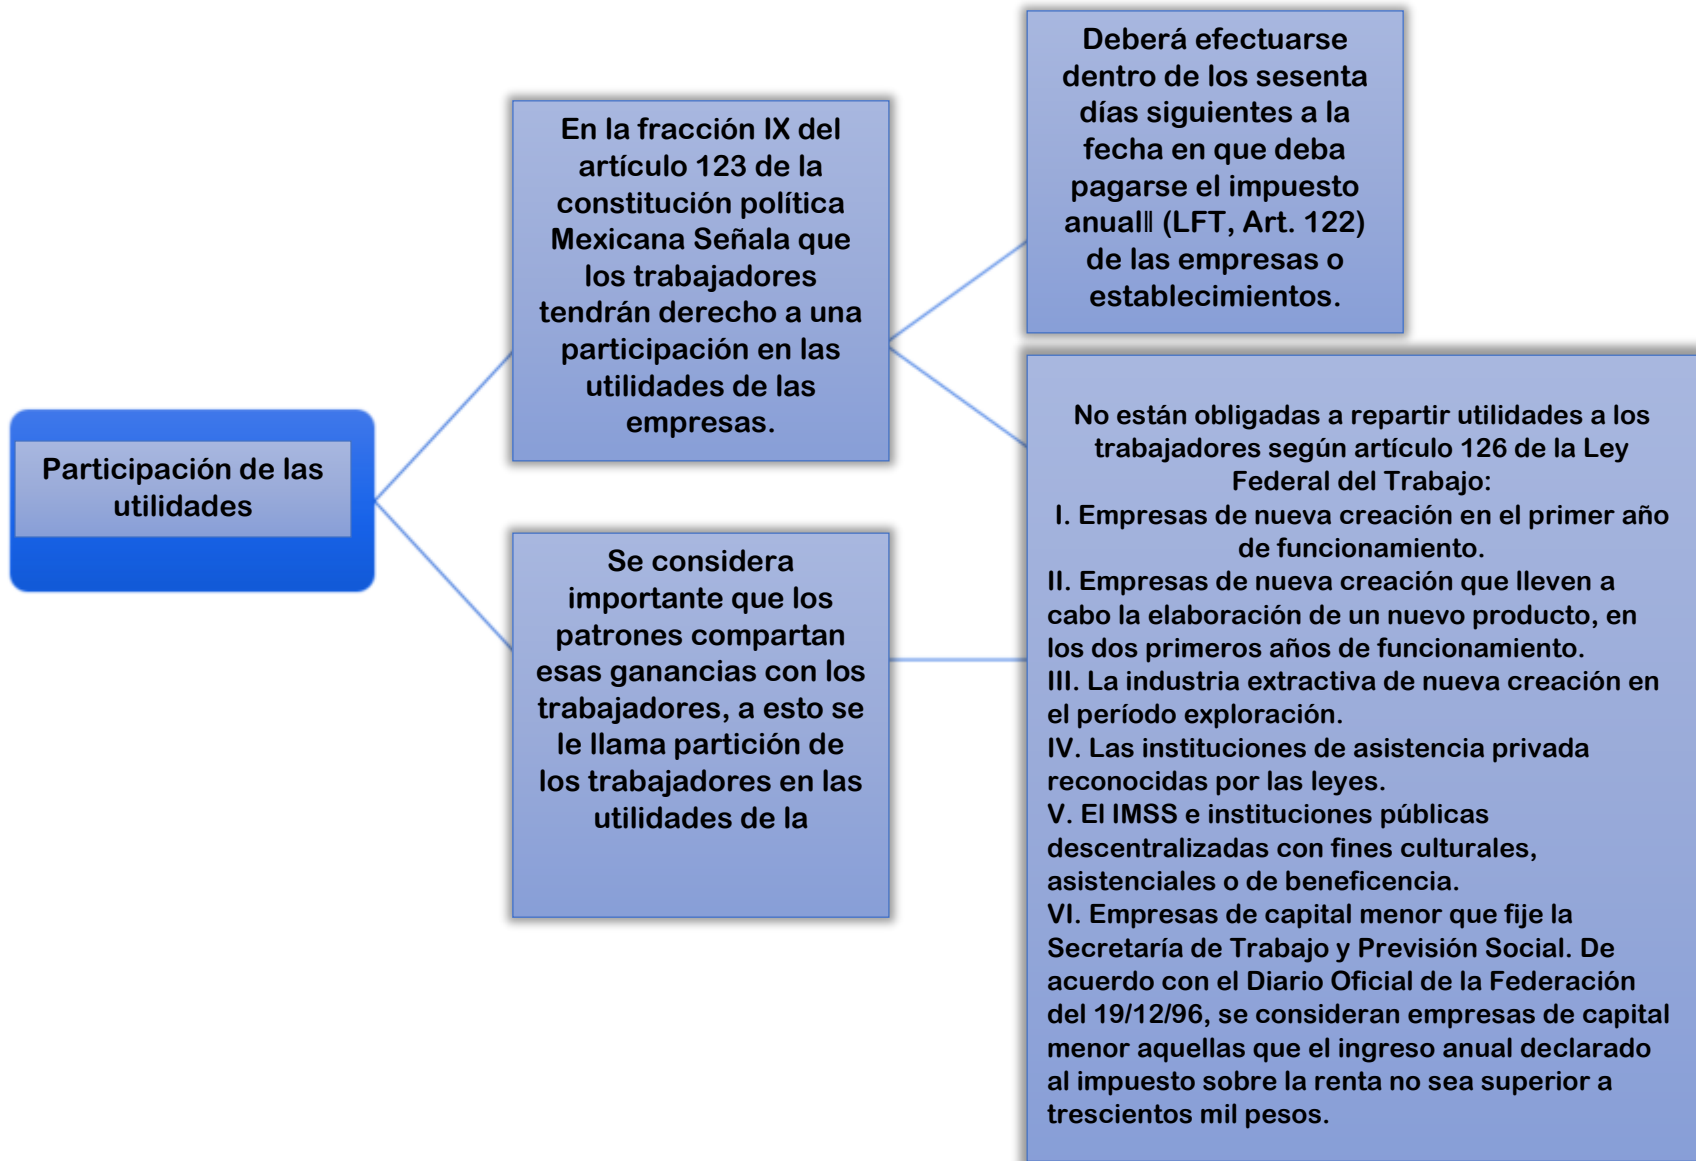 Participación de las
utilidades
En la fracción IX del
artículo 123 de la
constitución política
Mexicana Señala que
los trabajadores
tendrán derecho a una
participación en las
utilidades de las
empresas.
Se considera
importante que los
patrones compartan
esas ganancias con los
trabajadores, a esto se
le llama partición de
los trabajadores en las
utilidades de la
Deberá efectuarse
dentro de los sesenta
días siguientes a la
fecha en que deba
pagarse el impuesto
anual‖ (LFT, Art. 122)
de las empresas o
establecimientos.
No están obligadas a repartir utilidades a los
trabajadores según artículo 126 de la Ley
Federal del Trabajo:
I. Empresas de nueva creación en el primer año
de funcionamiento.
II. Empresas de nueva creación que lleven a
cabo la elaboración de un nuevo producto, en
los dos primeros años de funcionamiento.
III. La industria extractiva de nueva creación en
el período exploración.
IV. Las instituciones de asistencia privada
reconocidas por las leyes.
V. El IMSS e instituciones públicas
descentralizadas con fines culturales,
asistenciales o de beneficencia.
VI. Empresas de capital menor que fije la
Secretaría de Trabajo y Previsión Social. De
acuerdo con el Diario Oficial de la Federación
del 19/12/96, se consideran empresas de capital
menor aquellas que el ingreso anual declarado
al impuesto sobre la renta no sea superior a
trescientos mil pesos.